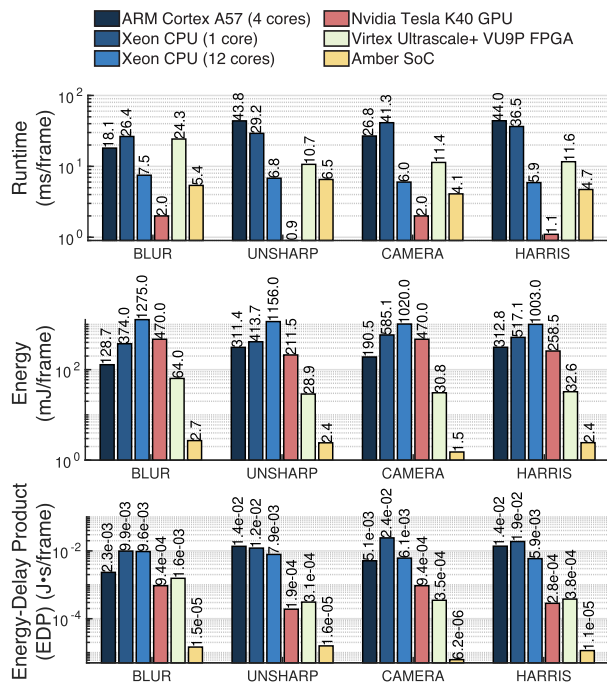 ARM Cortex A57 (4 cores)
Xeon CPU (1 core)
Xeon CPU (12 cores)
Nvidia Tesla K40 GPU
Virtex Ultrascale+ VU9P FPGA
Amber SoC
Runtime
(ms/frame)
10²
10¹
10⁰
18.1
26.4
7.5
2.0
24.3
5.4
43.8
29.2
6.8
0.9
10.7
6.5
26.8
41.3
6.0
2.0
11.4
4.1
44.0
36.5
5.9
1.1
11.6
4.7
BLUR
UNSHARP
CAMERA
HARRIS
Energy
(mJ/frame)
10²
10⁰
128.7
374.0
1275.0
470.0
64.0
2.7
311.4
413.7
1156.0
211.5
28.9
2.4
190.5
585.1
1020.0
470.0
30.8
1.5
312.8
517.1
1003.0
258.5
32.6
2.4
BLUR
UNSHARP
CAMERA
HARRIS
Energy-Delay Product
(EDP) (J•s/frame)
10⁻²
10⁻⁴
2.3e-03
9.9e-03
9.6e-03
9.4e-04
1.6e-03
1.5e-05
1.4e-02
1.2e-02
7.9e-03
1.9e-04
3.1e-04
1.6e-05
5.1e-03
2.4e-02
6.1e-03
9.4e-04
3.5e-04
6.2e-06
1.4e-02
1.9e-02
5.9e-03
2.8e-04
3.8e-04
1.1e-05
BLUR
UNSHARP
CAMERA
HARRIS